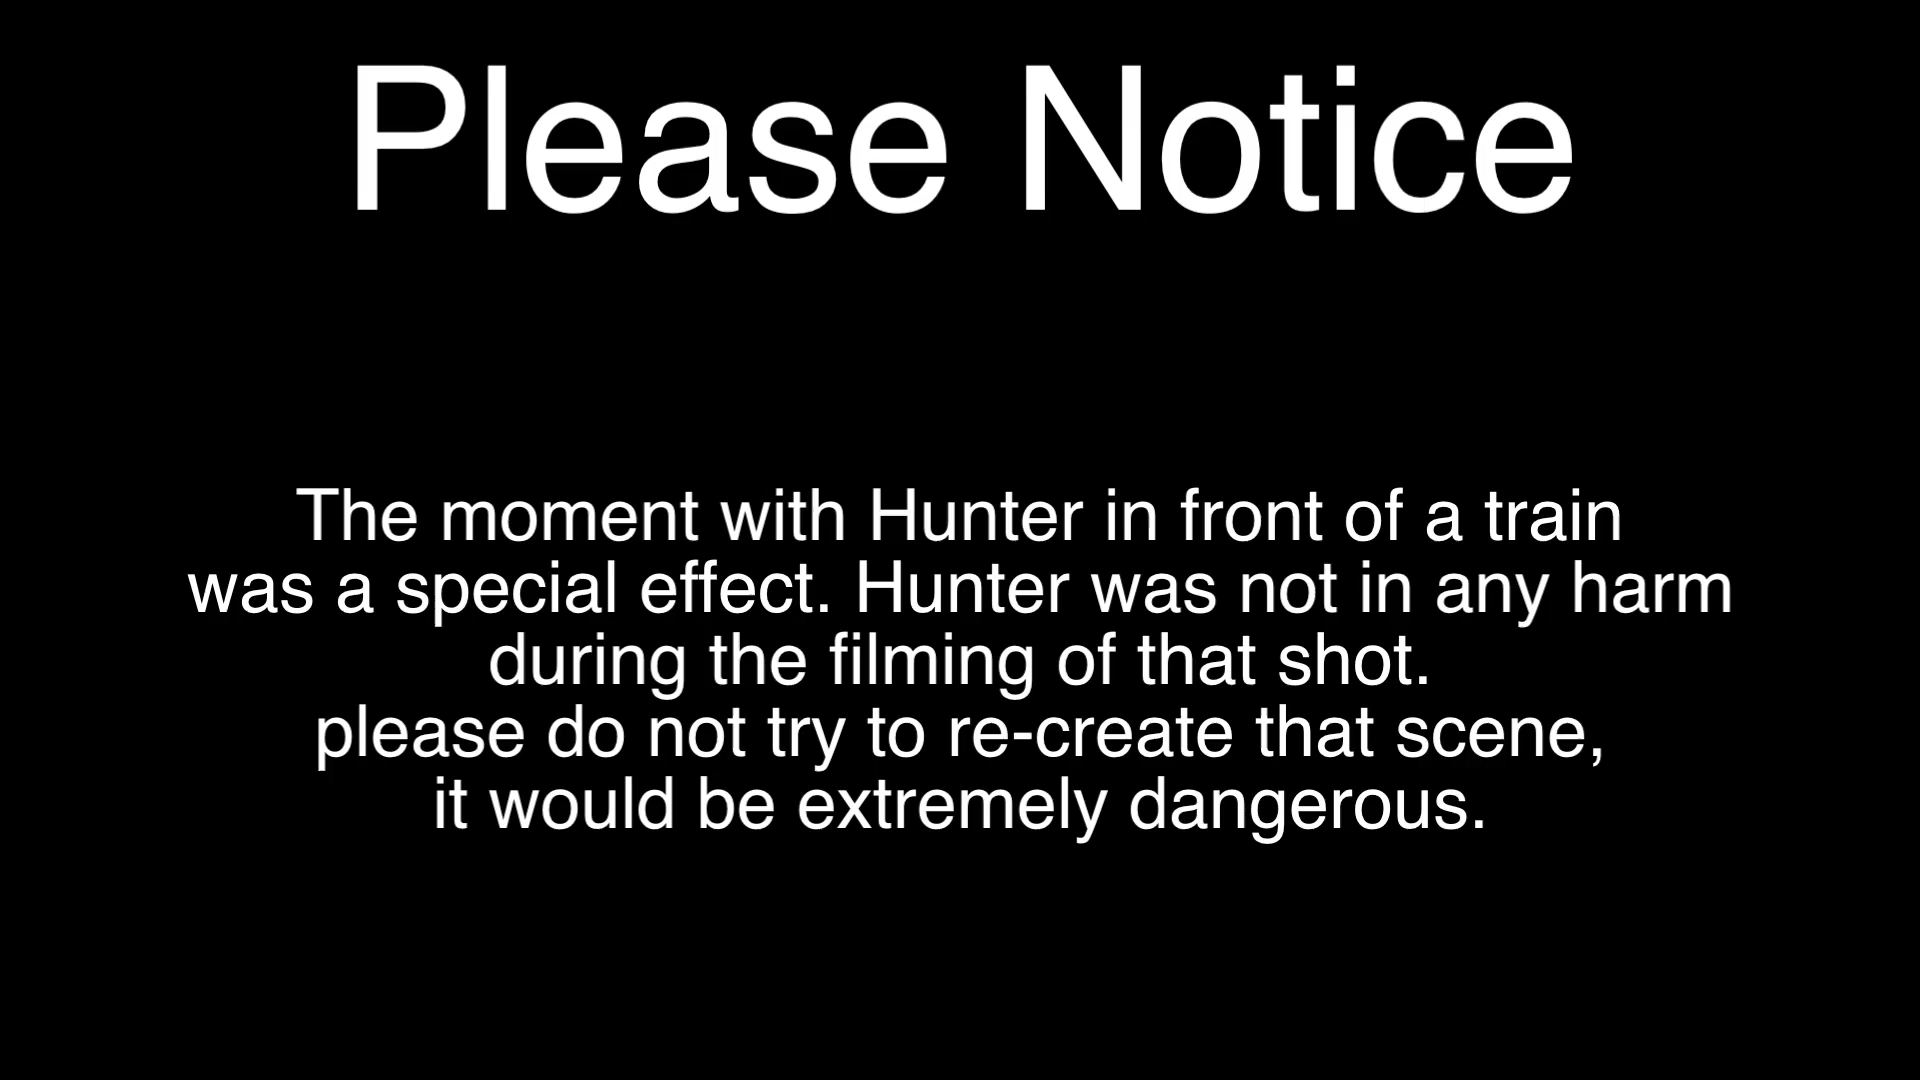 Please Notice
The moment with Hunter in front of a train
was a special effect. Hunter was not in any harm
during the filming of that shot.
please do not try to re-create that scene,
it would be extremely dangerous.